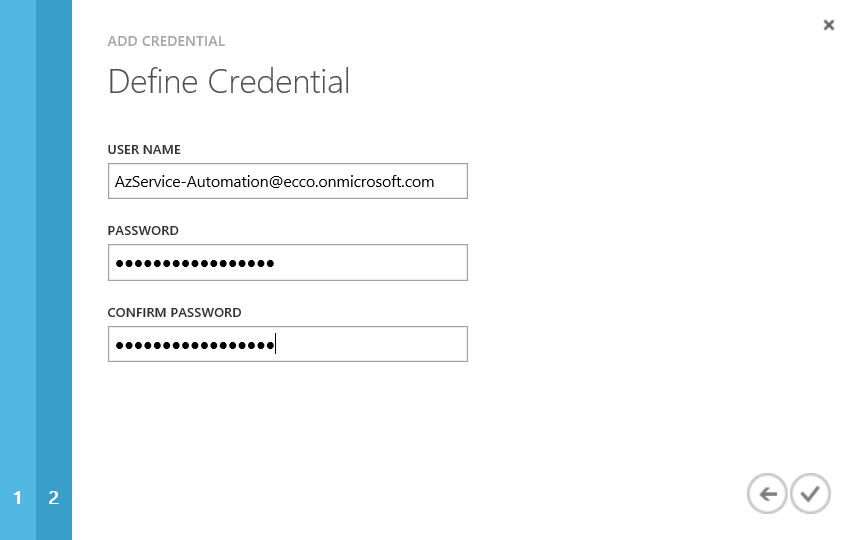 ADD CREDENTIAL
Define Credential
USER NAME
AzService-Automation@ecco.onmicrosoft.com
PASSWORD
●●●●●●●●●●●●●●●●●
CONFIRM PASSWORD
●●●●●●●●●●●●●●●●●
1 2